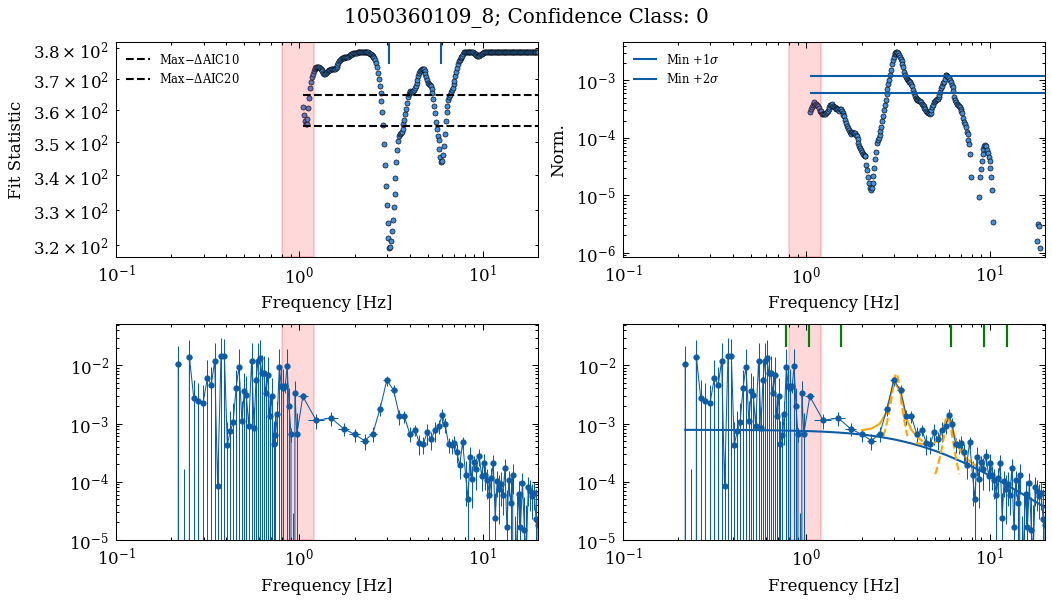 1050360109_8; Confidence Class: 0
Fit Statistic
3.8 × 10²
3.7 × 10²
3.6 × 10²
3.5 × 10²
3.4 × 10²
3.3 × 10²
3.2 × 10²
Max−ΔAIC10
Max−ΔAIC20
10⁻¹ 10⁰ 10¹
Frequency [Hz]
Norm.
10⁻³
10⁻⁴
10⁻⁵
10⁻⁶
Min +1σ
Min +2σ
10⁻¹ 10⁰ 10¹
Frequency [Hz]
10⁻²
10⁻³
10⁻⁴
10⁻⁵
10⁻¹ 10⁰ 10¹
Frequency [Hz]
10⁻²
10⁻³
10⁻⁴
10⁻⁵
10⁻¹ 10⁰ 10¹
Frequency [Hz]